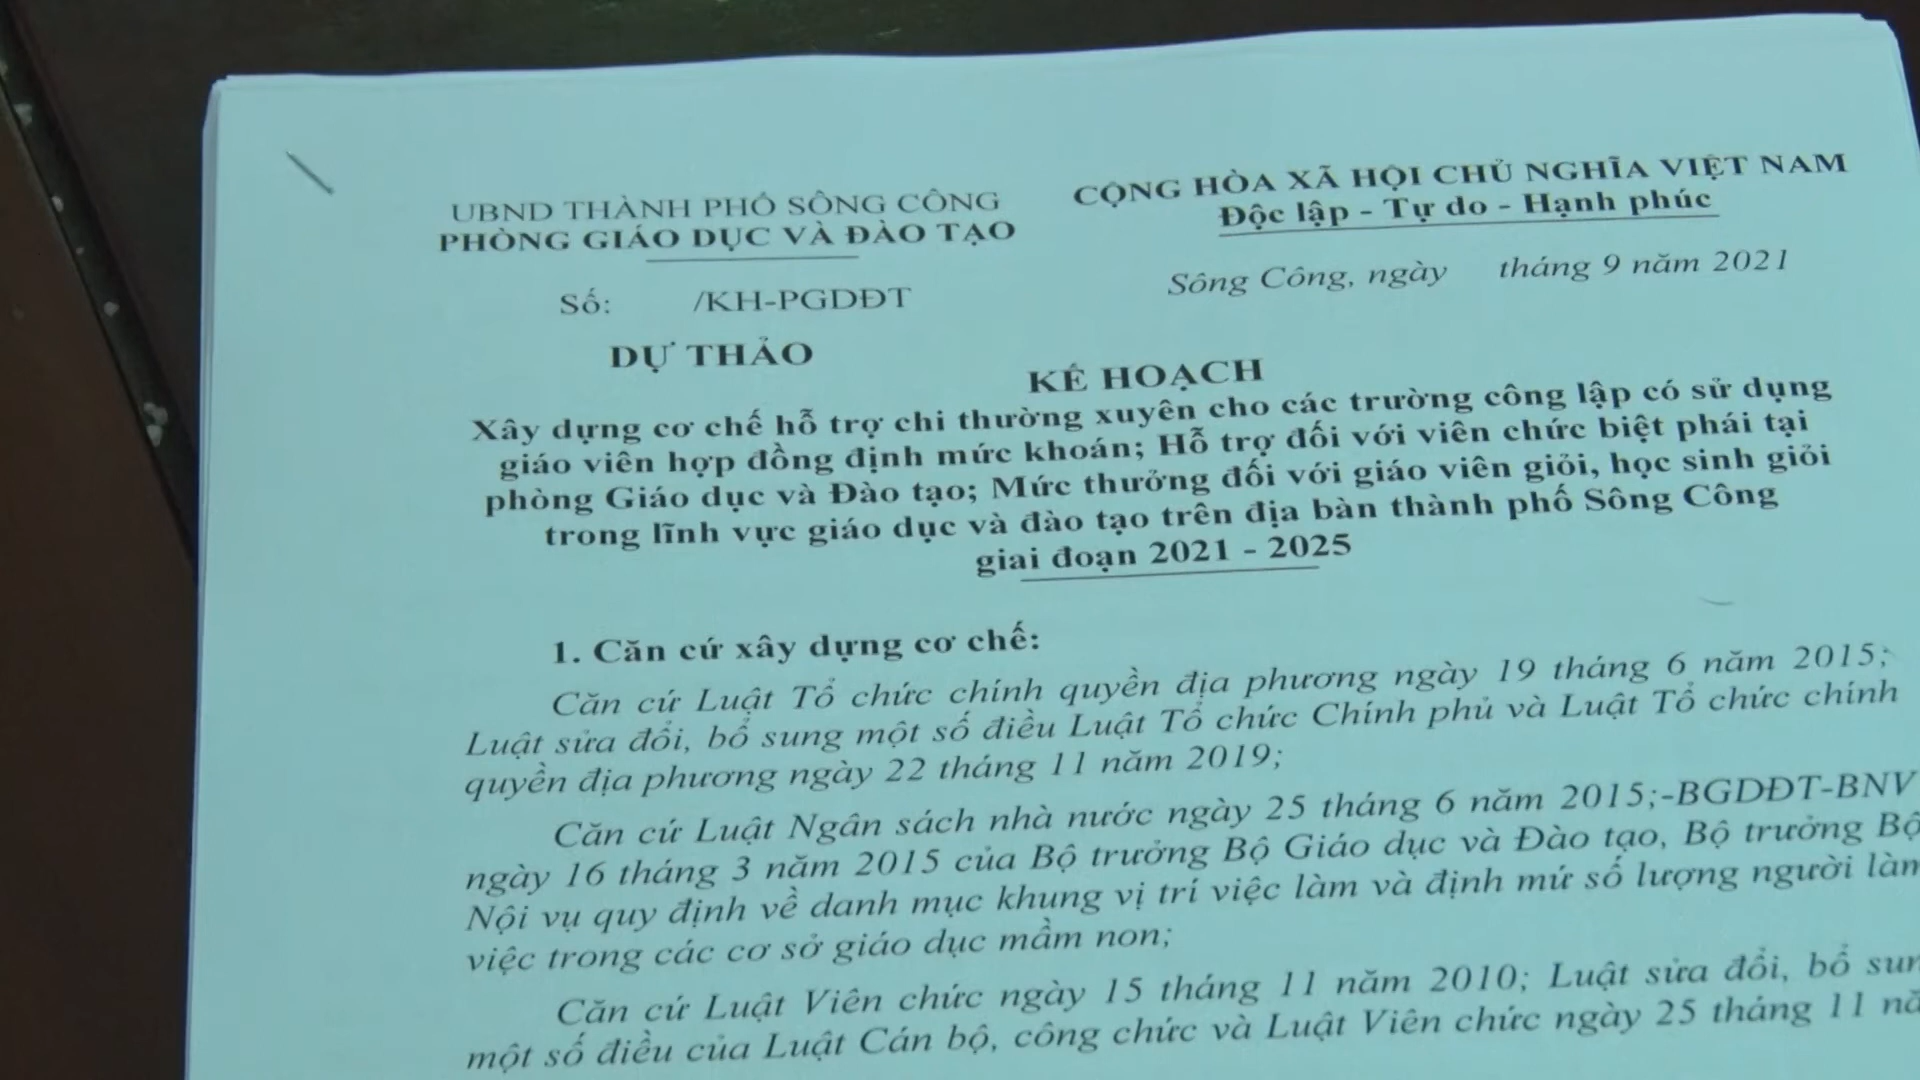 UBND THÀNH PHỐ SÔNG CÔNG
PHÒNG GIÁO DỤC VÀ ĐÀO TẠO
CỘNG HÒA XÃ HỘI CHỦ NGHĨA VIỆT NAM
Độc lập - Tự do - Hạnh phúc
Số: /KH-PGDĐT
Sông Công, ngày tháng 9 năm 2021
DỰ THẢO
KẾ HOẠCH
Xây dựng cơ chế hỗ trợ chi thường xuyên cho các trường công lập có sử dụng
giáo viên hợp đồng định mức khoán; Hỗ trợ đối với viên chức biệt phái tại
phòng Giáo dục và Đào tạo; Mức thưởng đối với giáo viên giỏi, học sinh giỏi
trong lĩnh vực giáo dục và đào tạo trên địa bàn thành phố Sông Công
giai đoạn 2021 - 2025
1. Căn cứ xây dựng cơ chế:
Căn cứ Luật Tổ chức chính quyền địa phương ngày 19 tháng 6 năm 2015;
Luật sửa đổi, bổ sung một số điều Luật Tổ chức Chính phủ và Luật Tổ chức chính
quyền địa phương ngày 22 tháng 11 năm 2019;
Căn cứ Luật Ngân sách nhà nước ngày 25 tháng 6 năm 2015;-BGDĐT-BNV
ngày 16 tháng 3 năm 2015 của Bộ trưởng Bộ Giáo dục và Đào tạo, Bộ trưởng Bộ
Nội vụ quy định về danh mục khung vị trí việc làm và định mứ số lượng người làm
việc trong các cơ sở giáo dục mầm non;
Căn cứ Luật Viên chức ngày 15 tháng 11 năm 2010; Luật sửa đổi, bổ sun
một số điều của Luật Cán bộ, công chức và Luật Viên chức ngày 25 tháng 11 nă